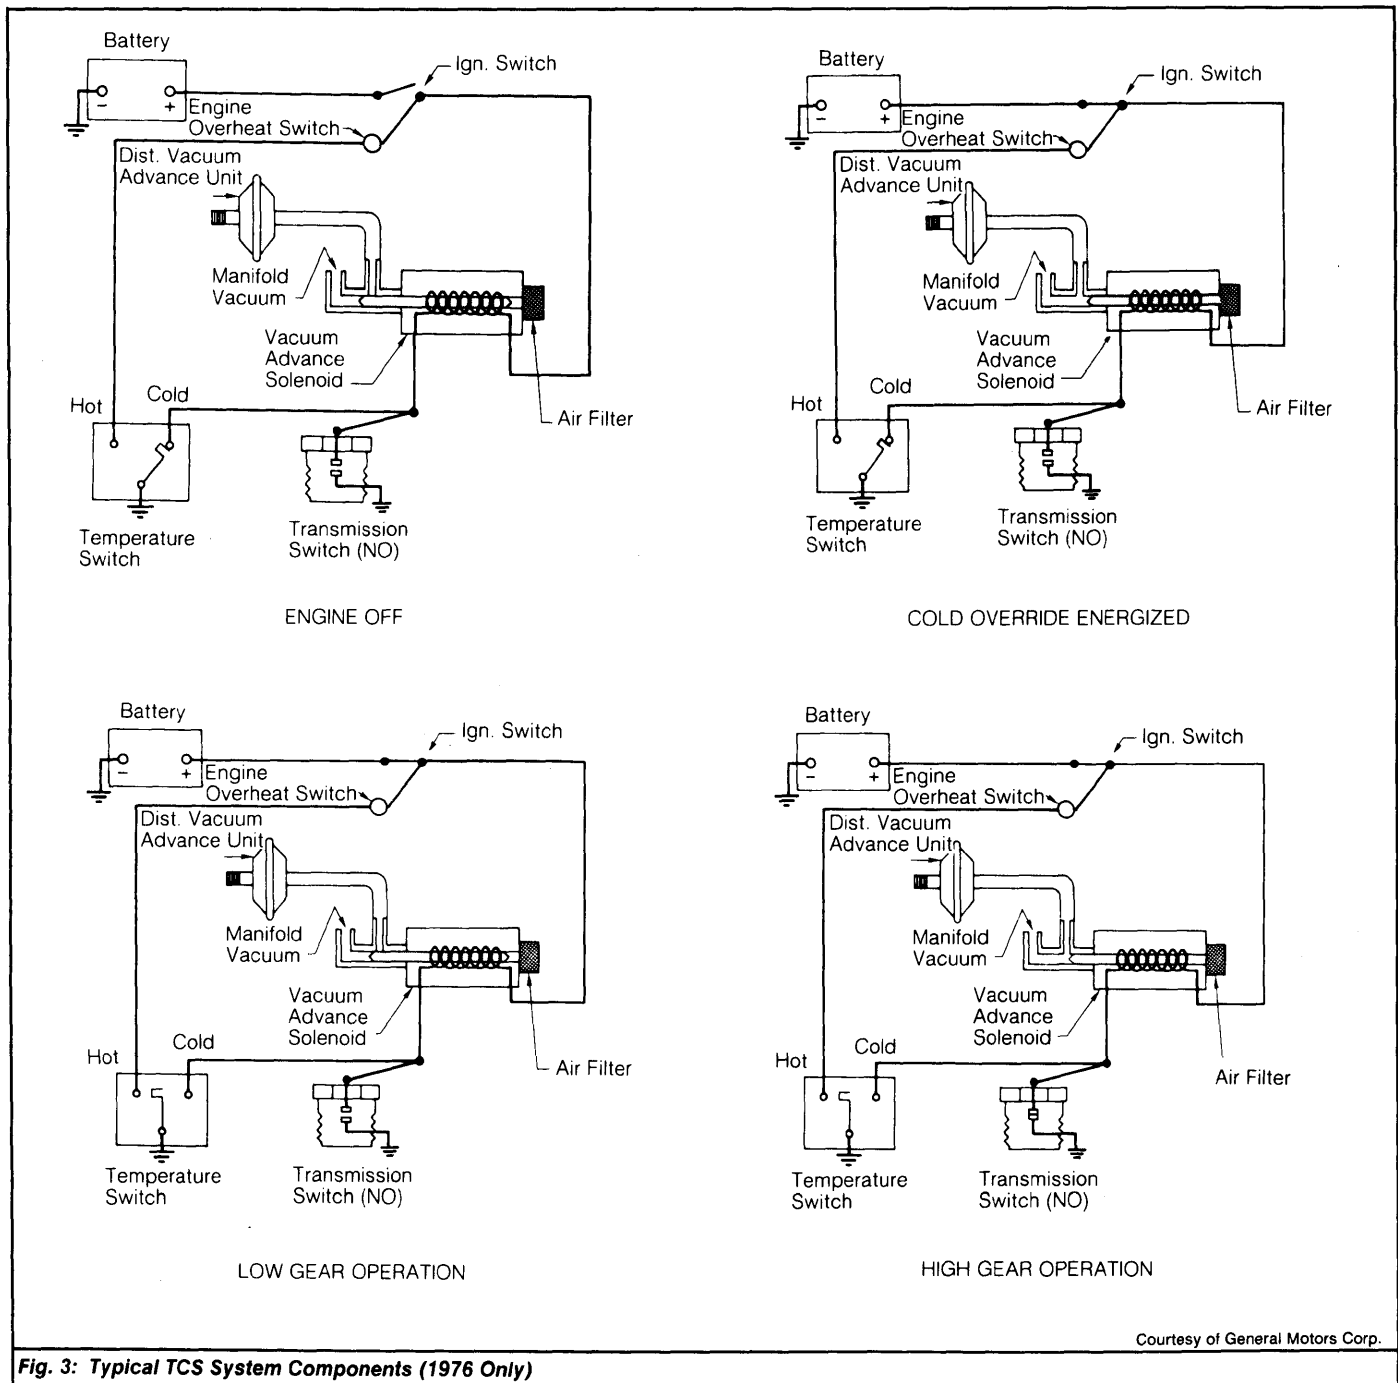 Battery
Ign. Switch
− +
Engine
Overheat Switch
Dist. Vacuum
Advance Unit
Manifold
Vacuum
Vacuum
Advance
Solenoid
Hot
Cold
Air Filter
Temperature
Switch
Transmission
Switch (NO)
ENGINE OFF
Battery
Ign. Switch
− +
Engine
Overheat Switch
Dist. Vacuum
Advance Unit
Manifold
Vacuum
Vacuum
Advance
Solenoid
Hot
Cold
Air Filter
Temperature
Switch
Transmission
Switch (NO)
COLD OVERRIDE ENERGIZED
Battery
Ign. Switch
− +
Engine
Overheat Switch
Dist. Vacuum
Advance Unit
Manifold
Vacuum
Vacuum
Advance
Solenoid
Hot
Cold
Air Filter
Temperature
Switch
Transmission
Switch (NO)
LOW GEAR OPERATION
Battery
Ign. Switch
− +
Engine
Overheat Switch
Dist. Vacuum
Advance Unit
Manifold
Vacuum
Vacuum
Advance
Solenoid
Hot
Cold
Air Filter
Temperature
Switch
Transmission
Switch (NO)
HIGH GEAR OPERATION
Courtesy of General Motors Corp.
Fig. 3: Typical TCS System Components (1976 Only)